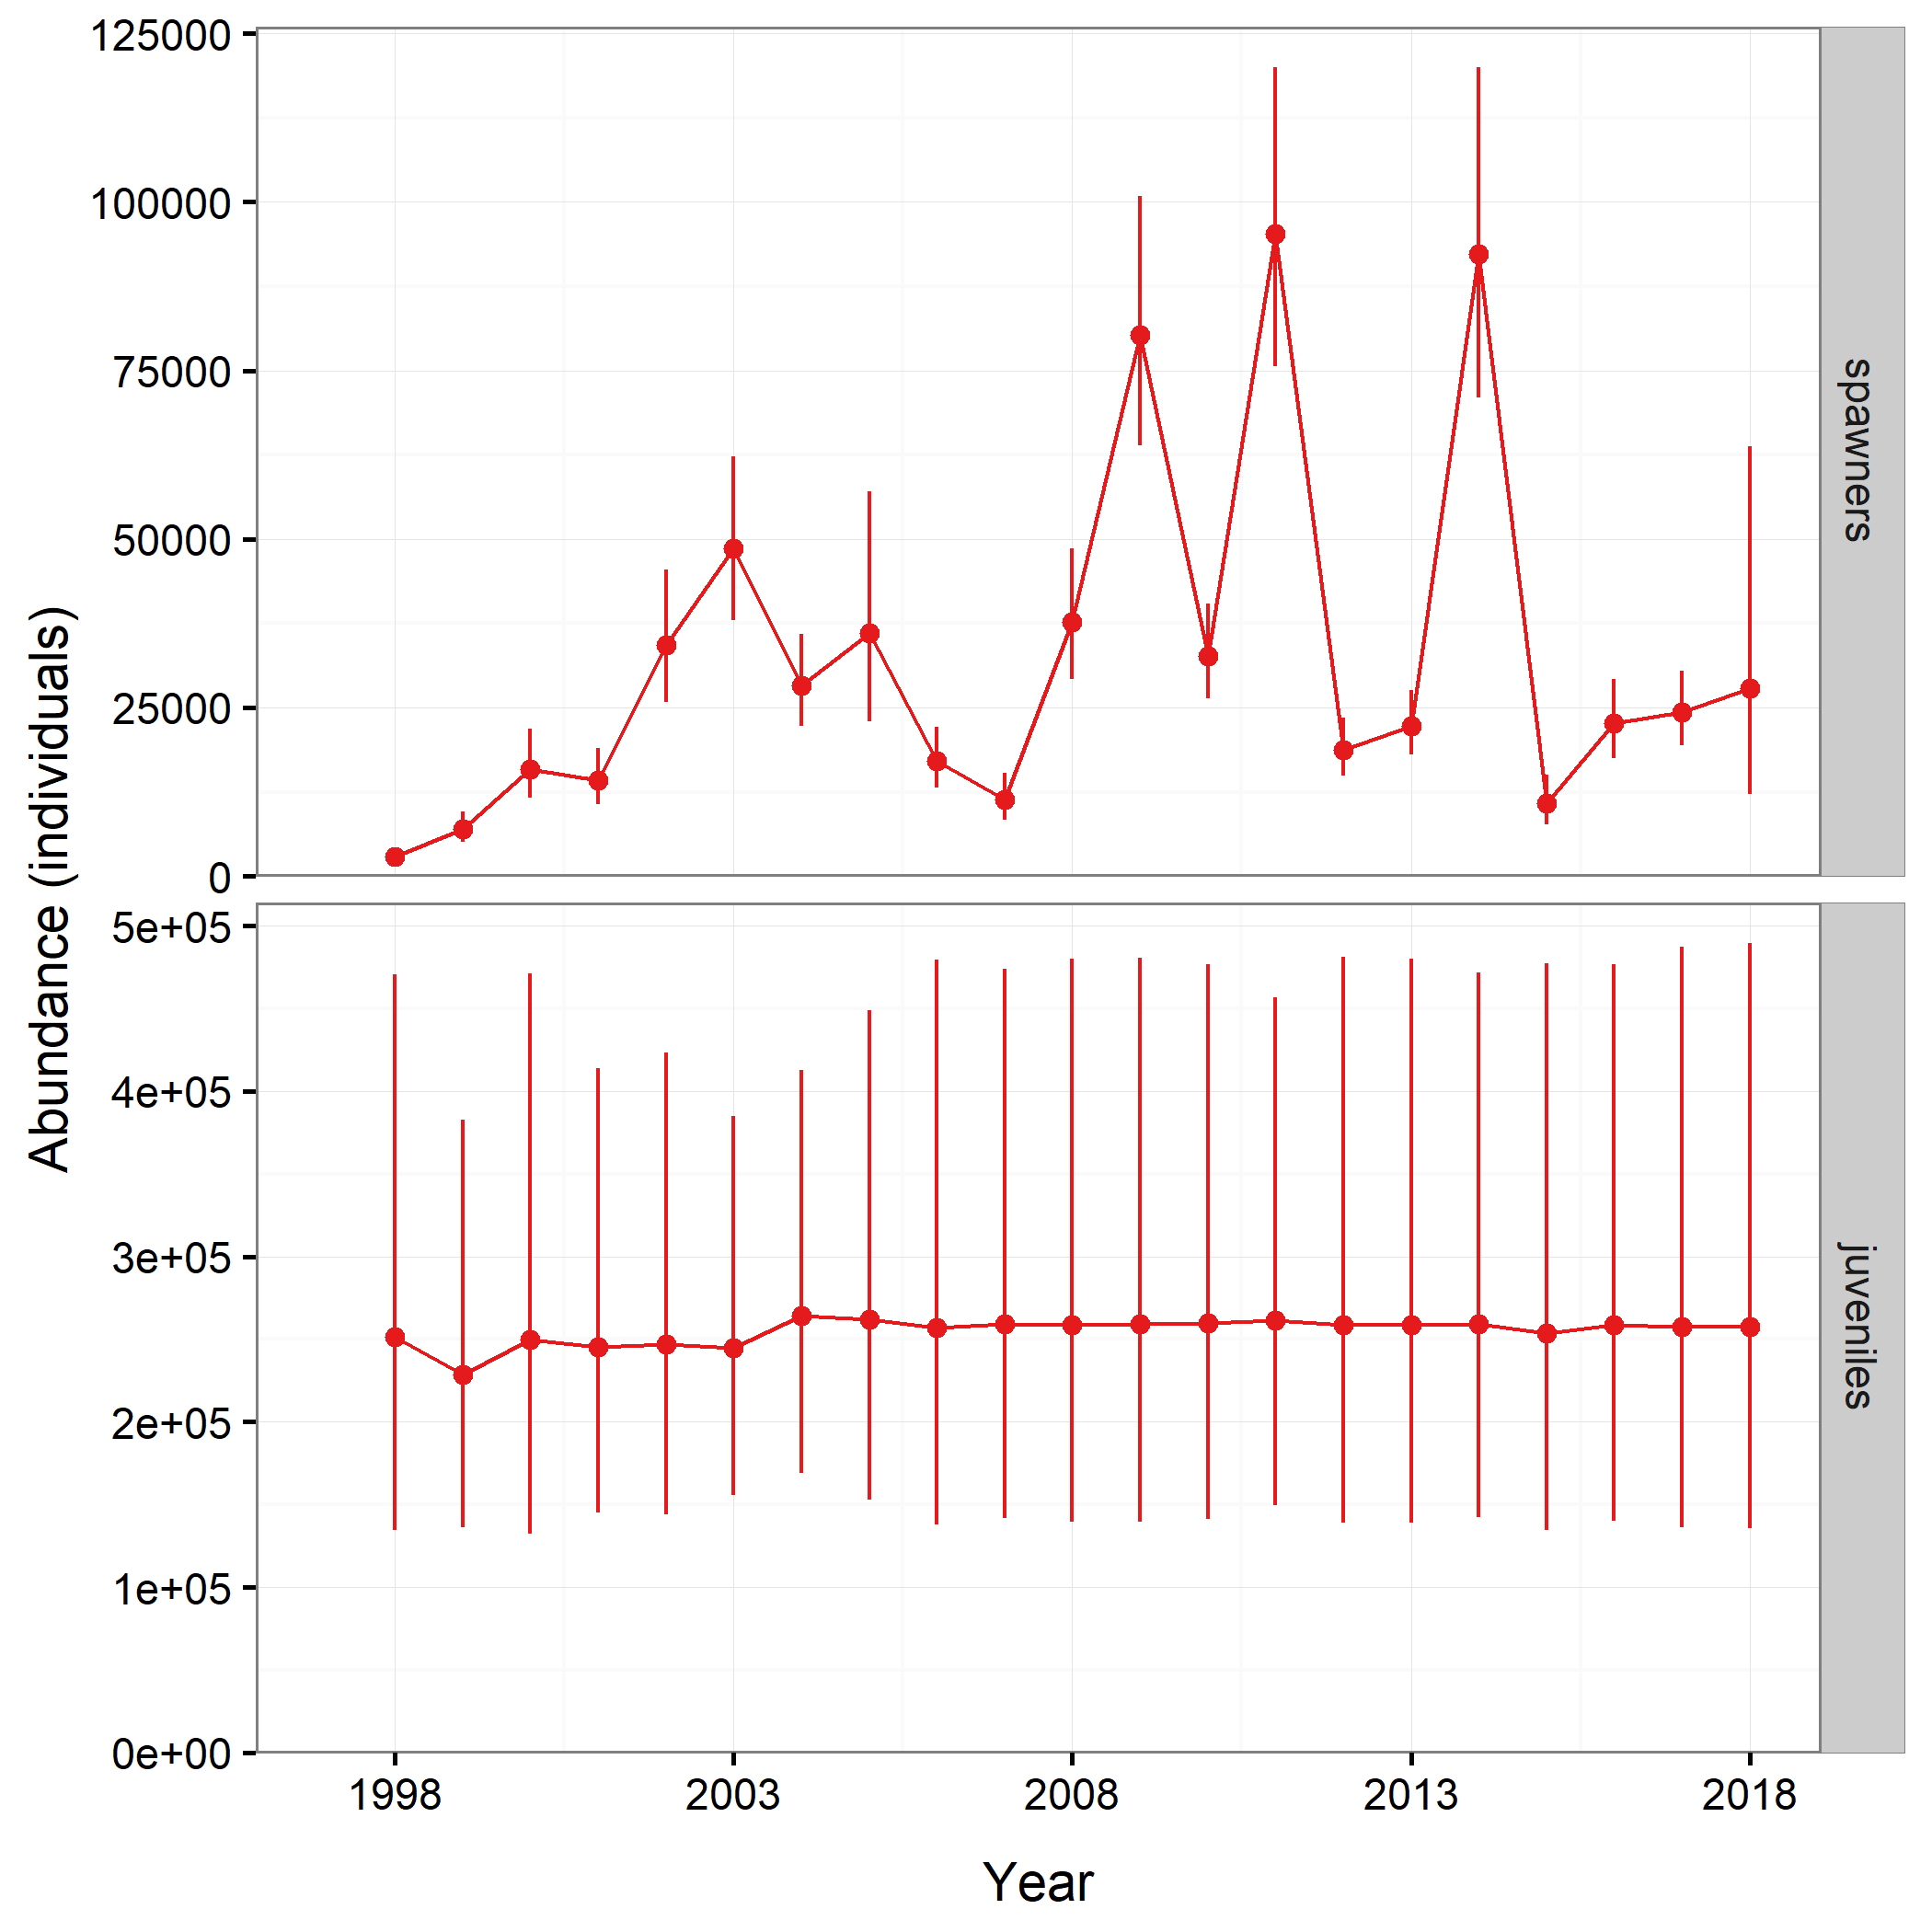 125000
100000
75000
50000
25000
0
spawners
5e+05
4e+05
3e+05
2e+05
1e+05
0e+00
juveniles
1998 2003 2008 2013 2018
Year
Abundance (individuals)